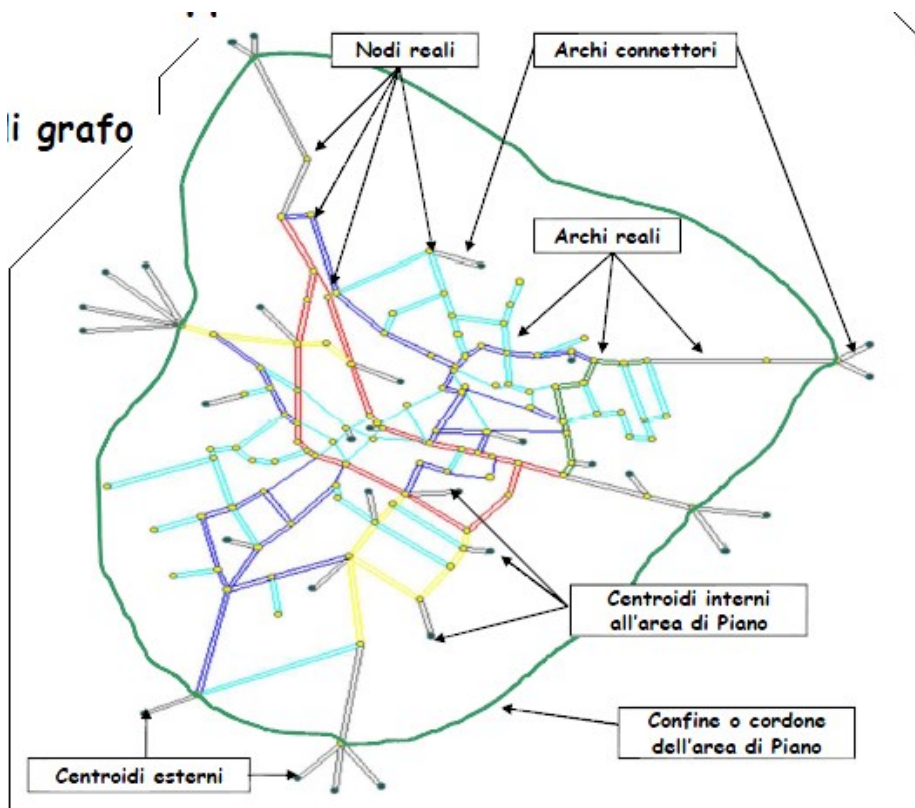 Nodi reali
Archi connettori
di grafo
Archi reali
Centroidi interni
all'area di Piano
Confine o cordone
dell'area di Piano
Centroidi esterni